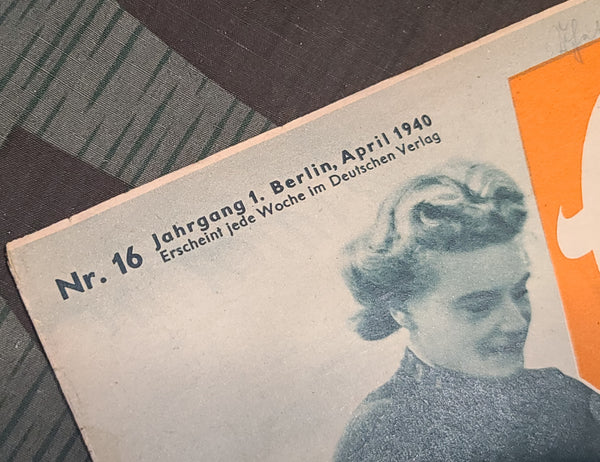 Nr. 16
Jahrgang 1. Berlin, April 1940
Erscheint jede Woche im Deutschen Verlag